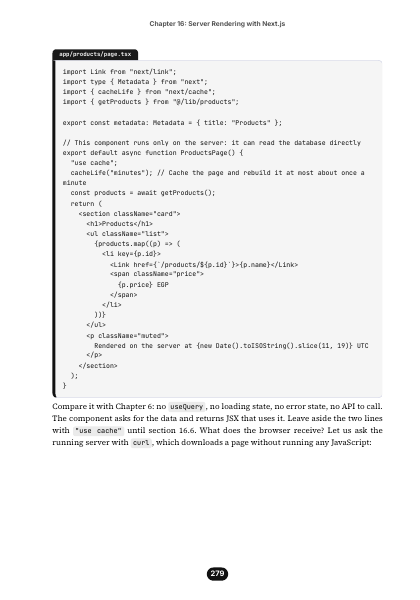 Chapter 16: Server Rendering with Next.js
app/products/page.tsx
import Link from "next/link";
import type { Metadata } from "next";
import { cacheLife } from "next/cache";
import { getProducts } from "@/lib/products";

export const metadata: Metadata = { title: "Products" };

// This component runs only on the server: it can read the database directly
export default async function ProductsPage() {
  "use cache";
  cacheLife("minutes"); // Cache the page and rebuild it at most about once a
minute
  const products = await getProducts();
  return (
    <section className="card">
      <h1>Products</h1>
      <ul className="list">
        {products.map((p) => (
          <li key={p.id}>
            <Link href={`/products/${p.id}`}>{p.name}</Link>
            <span className="price">
              {p.price} EGP
            </span>
          </li>
        ))}
      </ul>
      <p className="muted">
        Rendered on the server at {new Date().toISOString().slice(11, 19)} UTC
      </p>
    </section>
  );
}
Compare it with Chapter 6: no useQuery, no loading state, no error state, no API to call.
The component asks for the data and returns JSX that uses it. Leave aside the two lines
with "use cache" until section 16.6. What does the browser receive? Let us ask the
running server with curl, which downloads a page without running any JavaScript:
279